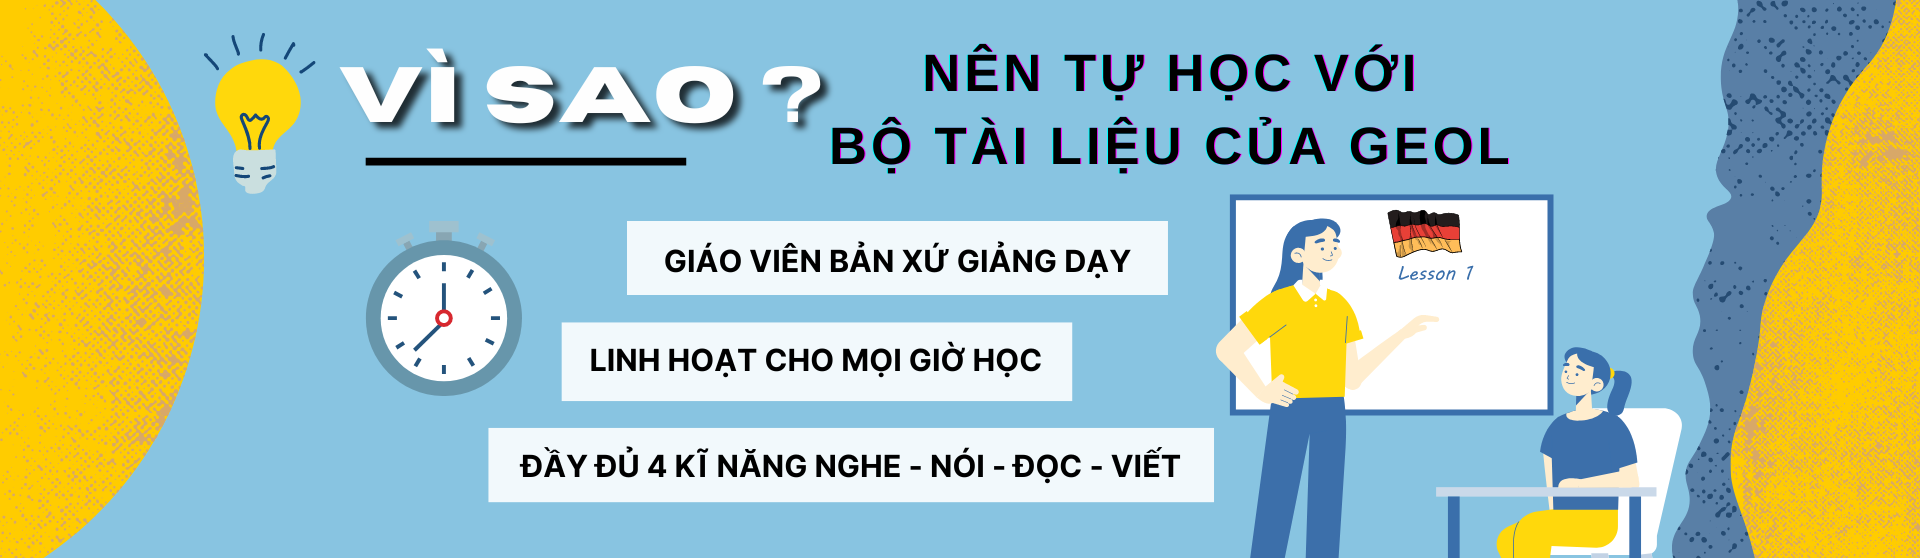 VÌ SAO ?
NÊN TỰ HỌC VỚI
BỘ TÀI LIỆU CỦA GEOL
GIÁO VIÊN BẢN XỨ GIẢNG DẠY
Lesson 1
LINH HOẠT CHO MỌI GIỜ HỌC
ĐẦY ĐỦ 4 KĨ NĂNG NGHE - NÓI - ĐỌC - VIẾT